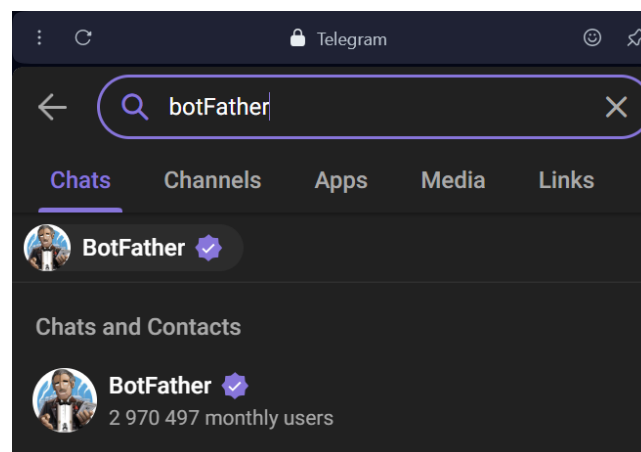 Telegram
botFather
Chats Channels Apps Media Links
BotFather
Chats and Contacts
BotFather
2 970 497 monthly users